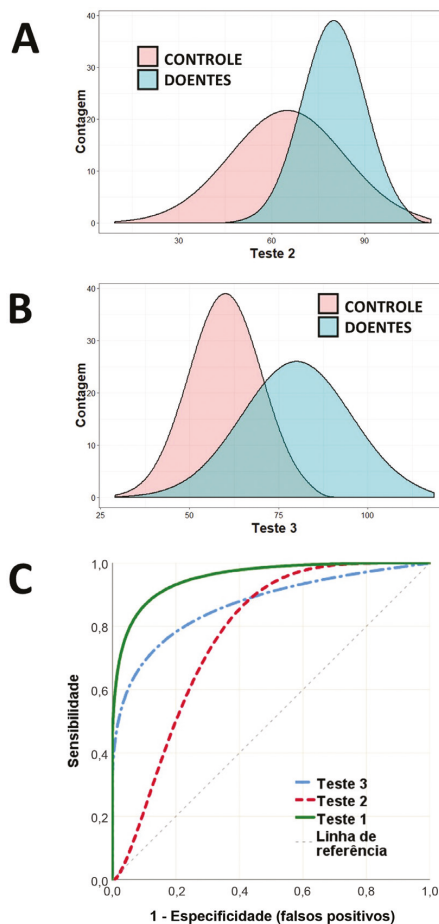 A
40
30
20
10
0
Contagem
CONTROLE
DOENTES
30
60
90
Teste 2
B
40
30
20
10
0
Contagem
CONTROLE
DOENTES
25
50
75
100
Teste 3
C
1,0
0,8
0,6
0,4
0,2
0,0
Sensibilidade
Teste 3
Teste 2
Teste 1
Linha de
referência
0,0
0,2
0,4
0,6
0,8
1,0
1 - Especificidade (falsos positivos)